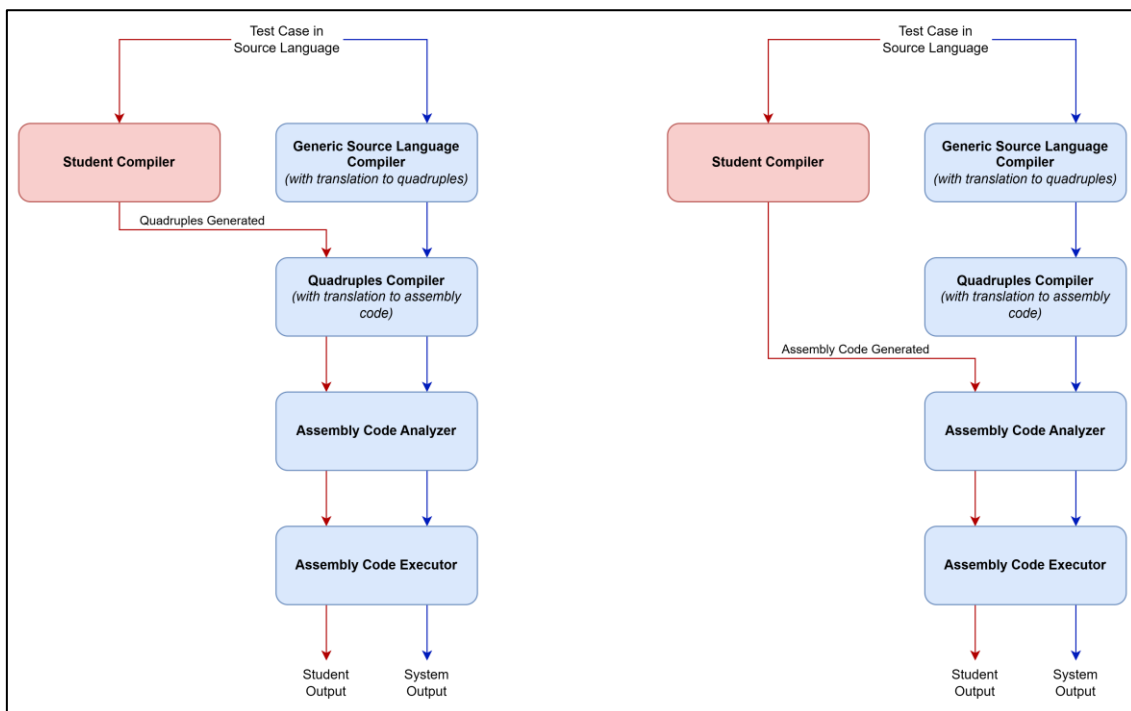 Test Case in
Source Language
Student Compiler
Generic Source Language
Compiler
(with translation to quadruples)
Quadruples Generated
Quadruples Compiler
(with translation to assembly
code)
Assembly Code Analyzer
Assembly Code Executor
Student
Output
System
Output
Test Case in
Source Language
Student Compiler
Generic Source Language
Compiler
(with translation to quadruples)
Quadruples Compiler
(with translation to assembly
code)
Assembly Code Generated
Assembly Code Analyzer
Assembly Code Executor
Student
Output
System
Output